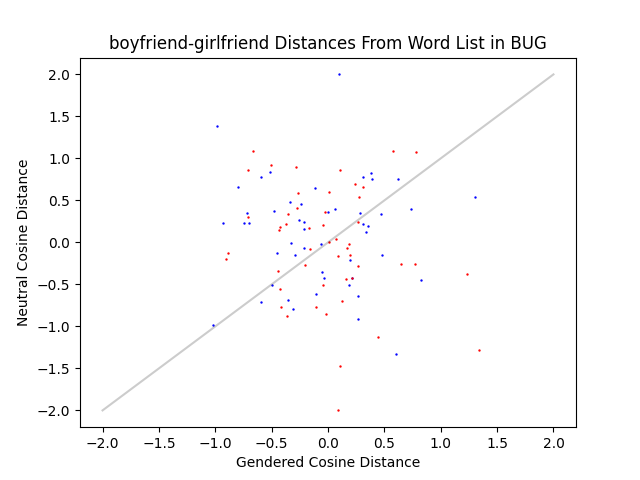 boyfriend-girlfriend Distances From Word List in BUG
Neutral Cosine Distance
2.0
1.5
1.0
0.5
0.0
−0.5
−1.0
−1.5
−2.0
−2.0 −1.5 −1.0 −0.5 0.0 0.5 1.0 1.5 2.0
Gendered Cosine Distance